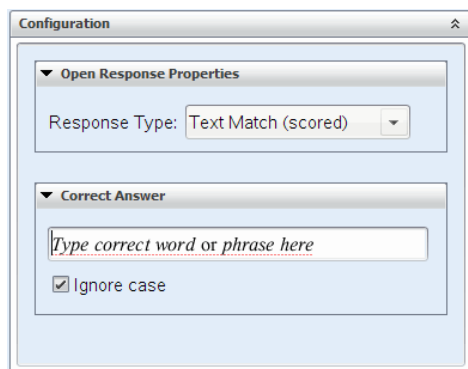 Configuration
Open Response Properties
Response Type: Text Match (scored)
Correct Answer
Type correct word or phrase here
Ignore case